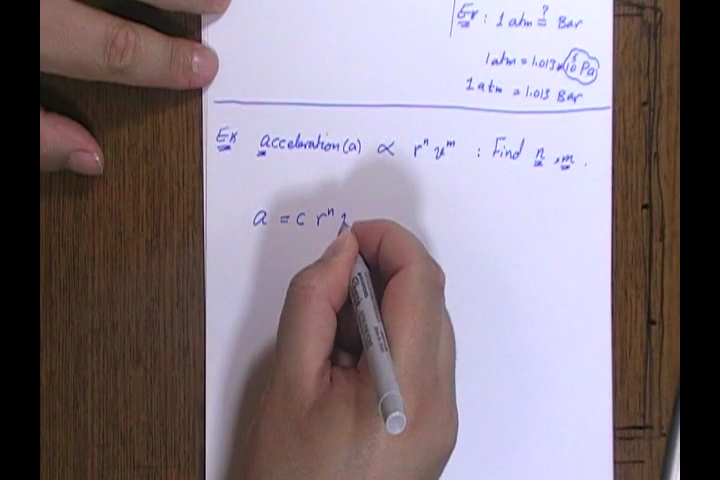 Ex : 1 atm ?= Bar
1 atm = 1.013 × 10⁵ Pa
1 atm = 1.013 Bar
Ex acceleration (a) ∝ rⁿ vᵐ : Find n , m .
a = c rⁿ